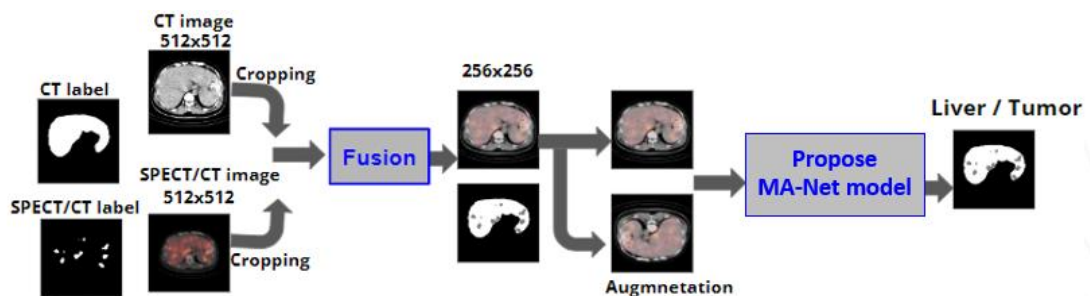 CT image
512x512
CT label
Cropping
SPECT/CT image
512x512
SPECT/CT label
Cropping
Fusion
256x256
Augmnetation
Propose
MA-Net model
Liver / Tumor